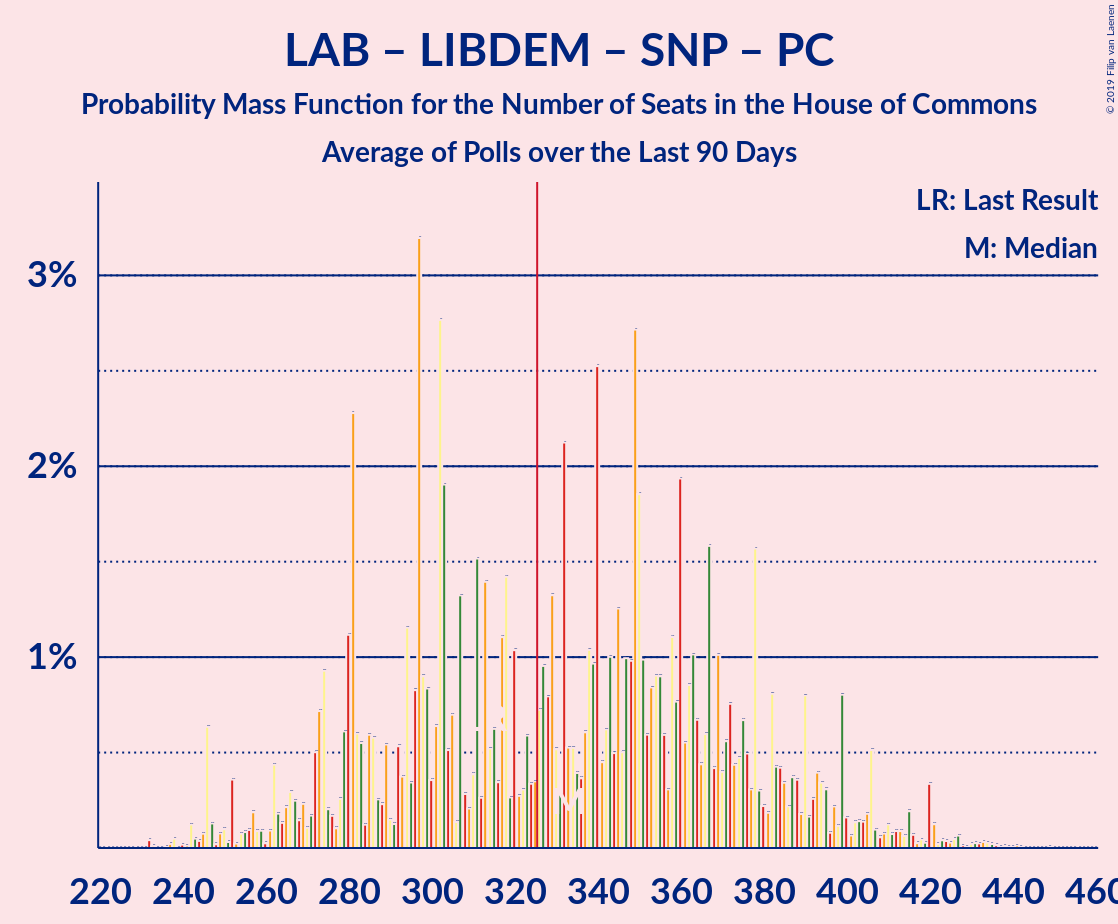 LAB – LIBDEM – SNP – PC
Probability Mass Function for the Number of Seats in the House of Commons
Average of Polls over the Last 90 Days
© 2019 Filip van Laenen
LR: Last Result
M: Median
3%
2%
1%
220 240 260 280 300 320 340 360 380 400 420 440 460